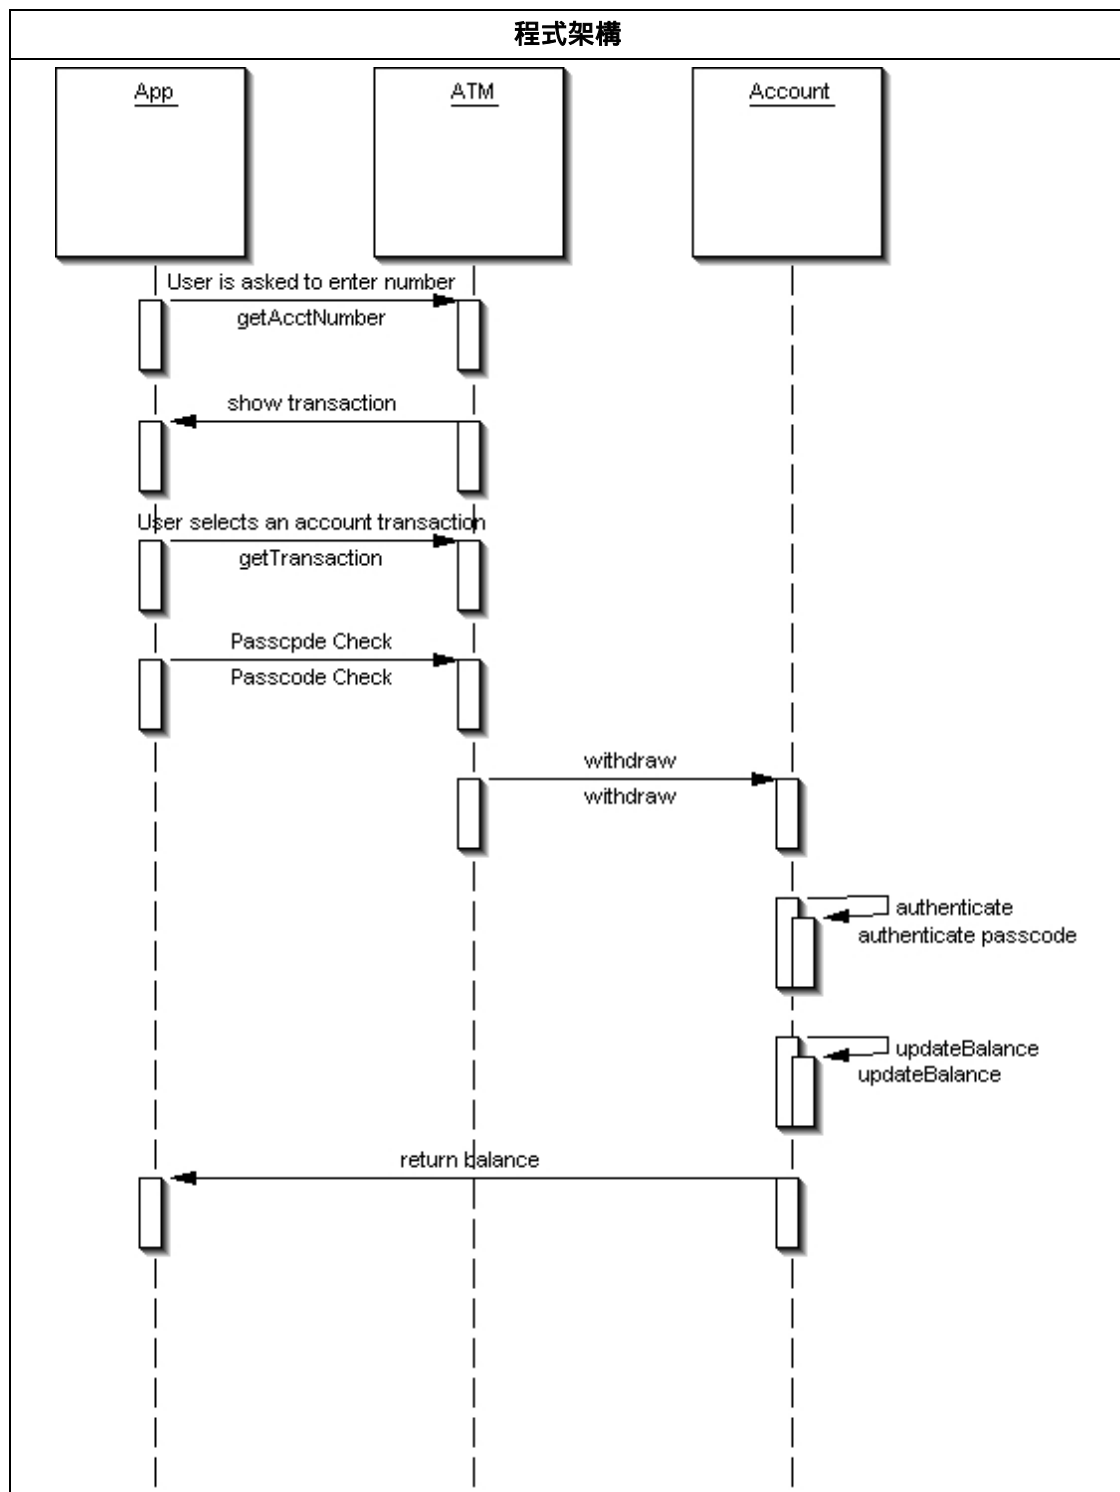 程式架構
App
ATM
Account
User is asked to enter number
getAcctNumber
show transaction
User selects an account transaction
getTransaction
Passcpde Check
Passcode Check
withdraw
withdraw
authenticate
authenticate passcode
updateBalance
updateBalance
return balance